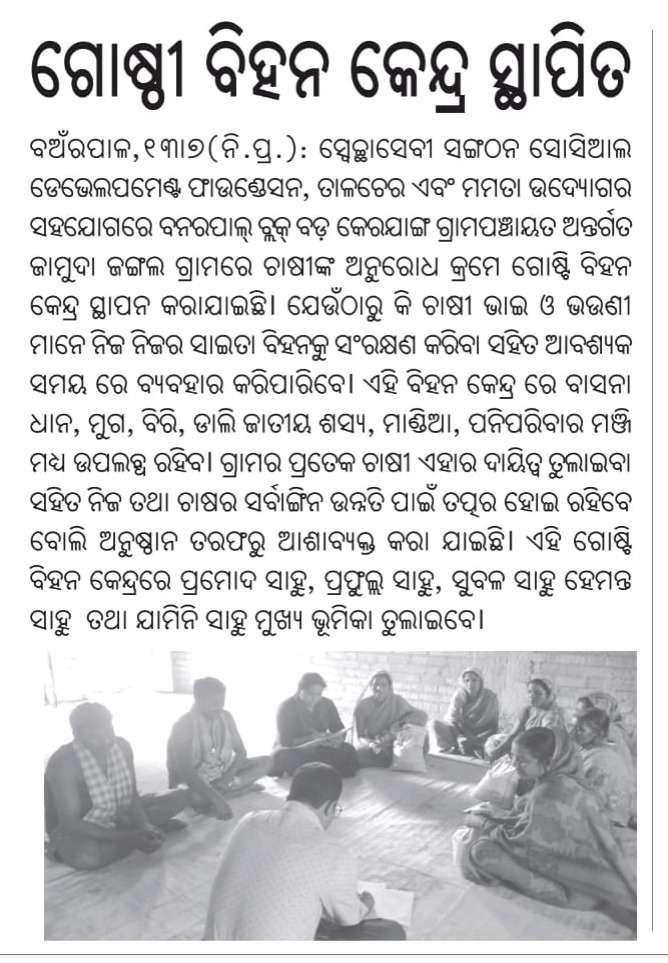 ଗୋଷ୍ଠୀ ବିହନ କେନ୍ଦ୍ର ସ୍ଥାପିତ
ବଅଁରପାଳ,୧୩।୭(ନି.ପ୍ର.): ସ୍ୱେଚ୍ଛାସେବୀ ସଙ୍ଗଠନ ସୋସିଆଲ
ଡେଭେଲପମେଣ୍ଟ ଫାଉଣ୍ଡେସନ, ତାଳଚେର ଏବଂ ମମତା ଉଦ୍ୟୋଗର
ସହଯୋଗରେ ବନରପାଲ୍ ବ୍ଲକ୍ ବଡ଼ କେରଯାଙ୍ଗ ଗ୍ରାମପଞ୍ଚାୟତ ଅନ୍ତର୍ଗତ
ଜାମୁଦା ଜଙ୍ଗଲ ଗ୍ରାମରେ ଚାଷୀଙ୍କ ଅନୁରୋଧ କ୍ରମେ ଗୋଷ୍ଟି ବିହନ
କେନ୍ଦ୍ର ସ୍ଥାପନ କରାଯାଇଛି। ଯେଉଁଠାରୁ କି ଚାଷୀ ଭାଇ ଓ ଭଉଣୀ
ମାନେ ନିଜ ନିଜର ସାଇତା ବିହନକୁ ସଂରକ୍ଷଣ କରିବା ସହିତ ଆବଶ୍ୟକ
ସମୟ ରେ ବ୍ୟବହାର କରିପାରିବେ। ଏହି ବିହନ କେନ୍ଦ୍ର ରେ ବାସନା
ଧାନ, ମୁଗ, ବିରି, ଡାଲି ଜାତୀୟ ଶସ୍ୟ, ମାଣ୍ଡିଆ, ପନିପରିବାର ମଞ୍ଜି
ମଧ୍ୟ ଉପଲବ୍ଧ ରହିବ। ଗ୍ରାମର ପ୍ରତେକ ଚାଷୀ ଏହାର ଦାୟିତ୍ୱ ତୁଲାଇବା
ସହିତ ନିଜ ତଥା ଚାଷର ସର୍ବାଙ୍ଗିନ ଉନ୍ନତି ପାଇଁ ତତ୍ପର ହୋଇ ରହିବେ
ବୋଲି ଅନୁଷ୍ଠାନ ତରଫରୁ ଆଶାବ୍ୟକ୍ତ କରା ଯାଇଛି। ଏହି ଗୋଷ୍ଟି
ବିହନ କେନ୍ଦ୍ରରେ ପ୍ରମୋଦ ସାହୁ, ପ୍ରଫୁଲ୍ଲ ସାହୁ, ସୁବଳ ସାହୁ ହେମନ୍ତ
ସାହୁ ତଥା ଯାମିନି ସାହୁ ମୁଖ୍ୟ ଭୂମିକା ତୁଲାଇବେ।